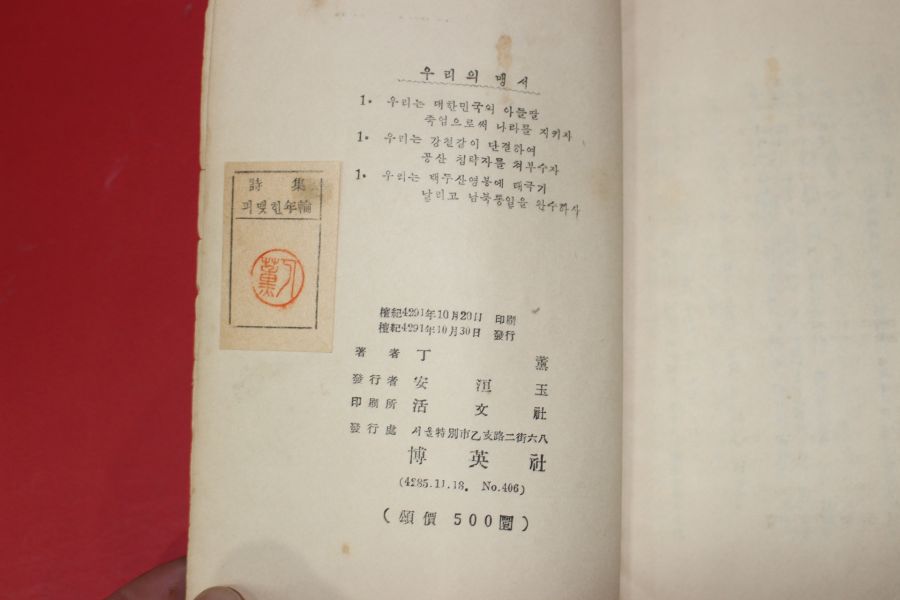 우리의 맹서
1. 우리는 대한민국의 아들딸
죽엄으로써 나라를 지키자
1. 우리는 강철같이 단결하여
공산 침략자를 쳐부수자
1. 우리는 백두산영봉에 태극기
날리고 남북통일을 완수하자
詩集
피맺힌年輪
薰丁
檀紀4291年10月20日 印刷
檀紀4291年10月30日 發行
著者 丁薰
發行者 安洹玉
印刷所 活文社
發行處 서울特別市乙支路二街六八
博英社
(4285.11.18. No.406)
(頒價 500圜)